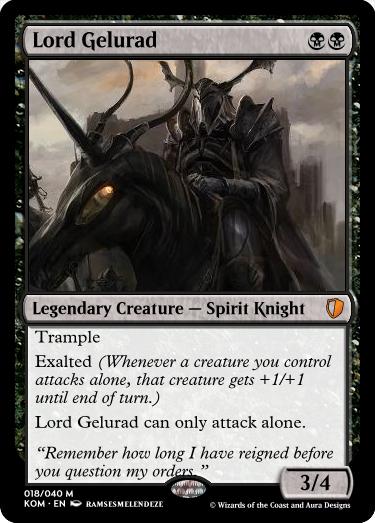 Lord Gelurad
Legendary Creature — Spirit Knight
Trample
Exalted (Whenever a creature you control
attacks alone, that creature gets +1/+1
until end of turn.)
Lord Gelurad can only attack alone.
“Remember how long I have reigned before
you question my orders.”
3/4
018/040 M
KOM • EN RAMSESMELENDEZE
© Wizards of the Coast and Aura Designs